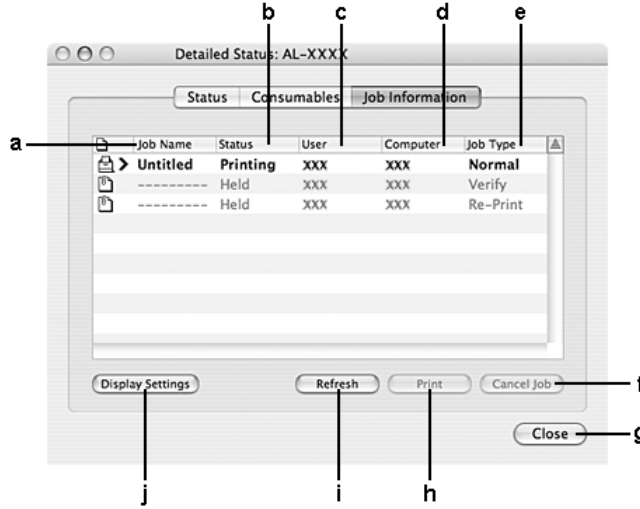 b c d e
Detailed Status: AL-XXXX
Status Consumables Job Information
a
Job Name Status User Computer Job Type
Untitled Printing XXX XXX Normal
--------- Held XXX XXX Verify
--------- Held XXX XXX Re-Print
Display Settings Refresh Print Cancel Job f
Close g
j i h